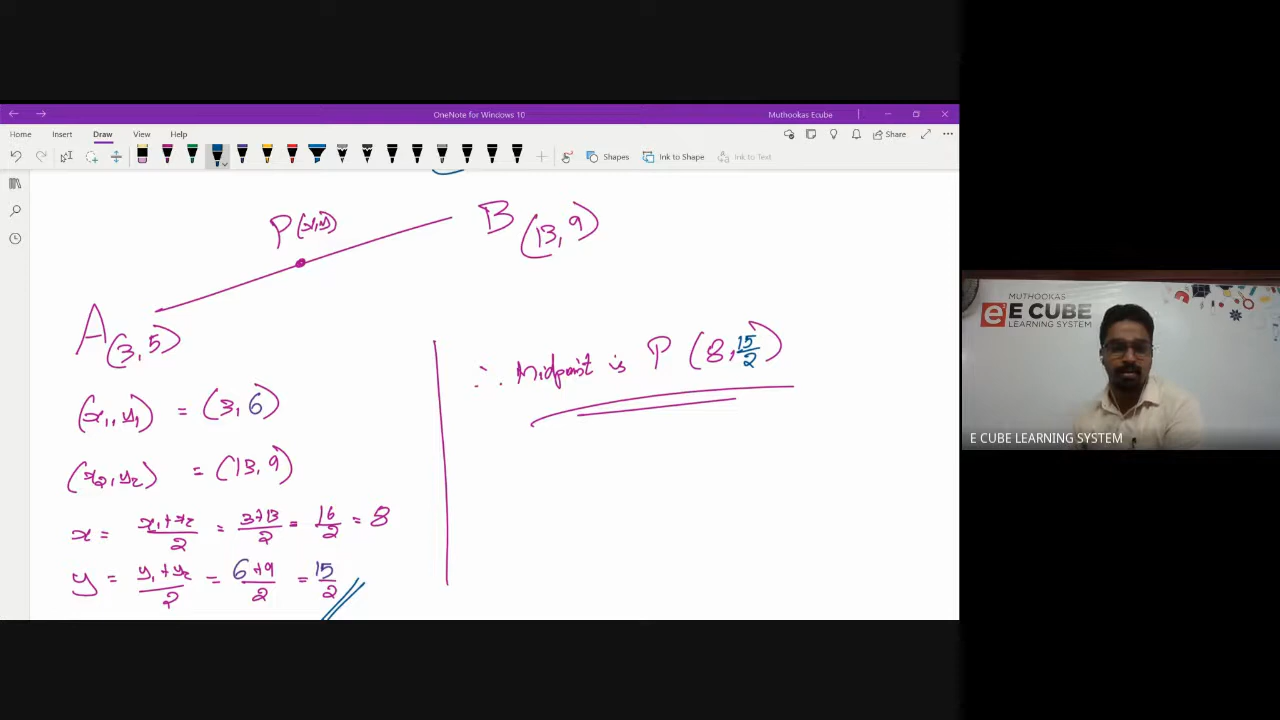 OneNote for Windows 10
Muthookas Ecube
Home Insert Draw View Help
Share
Shapes Ink to Shape Ink to Text
P(x,y)
B (13, 9)
A (3, 5)
(x₁, y₁) = (3, 6)
(x₂, y₂) = (13, 9)
x = x₁+x₂/2 = 3+13/2 = 16/2 = 8
y = y₁+y₂/2 = 6+9/2 = 15/2
∴ Midpoint is P (8, 15/2)
MUTHOOKAS
E CUBE
LEARNING SYSTEM
E CUBE LEARNING SYSTEM